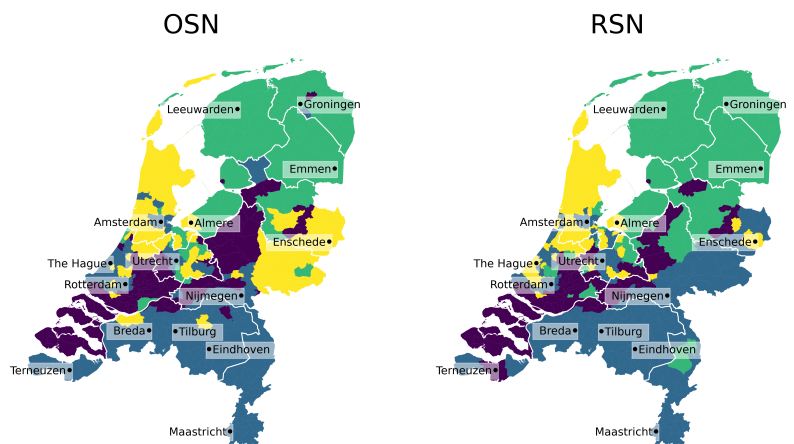 OSN
RSN
Leeuwarden
Groningen
Emmen
Amsterdam
Almere
Enschede
The Hague
Utrecht
Rotterdam
Nijmegen
Breda
Tilburg
Eindhoven
Terneuzen
Maastricht
Leeuwarden
Groningen
Emmen
Amsterdam
Almere
Enschede
The Hague
Utrecht
Rotterdam
Nijmegen
Breda
Tilburg
Eindhoven
Terneuzen
Maastricht